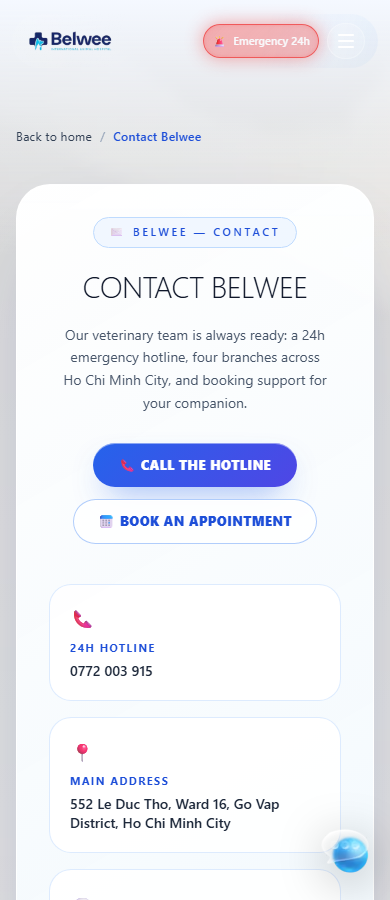 Belwee
Emergency 24h
Back to home / Contact Belwee
BELWEE — CONTACT
CONTACT BELWEE
Our veterinary team is always ready: a 24h
emergency hotline, four branches across
Ho Chi Minh City, and booking support for
your companion.
CALL THE HOTLINE
BOOK AN APPOINTMENT
24H HOTLINE
0772 003 915
MAIN ADDRESS
552 Le Duc Tho, Ward 16, Go Vap
District, Ho Chi Minh City